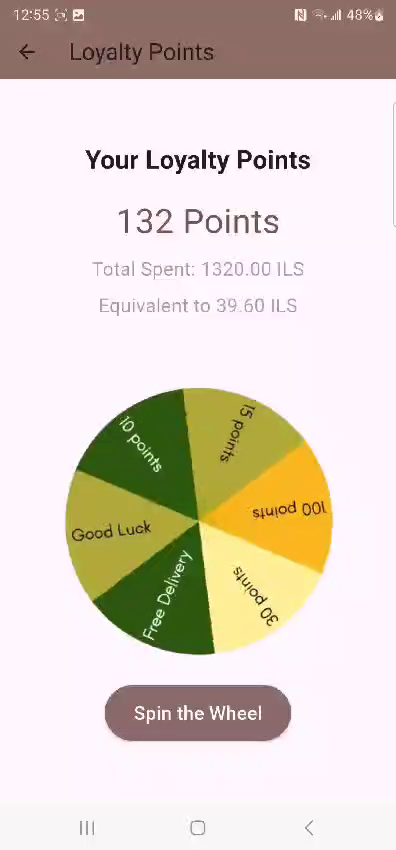 12:55
48%
Loyalty Points
Your Loyalty Points
132 Points
Total Spent: 1320.00 ILS
Equivalent to 39.60 ILS
10 points
15 points
100 points
Good Luck
Free Delivery
30 points
Spin the Wheel